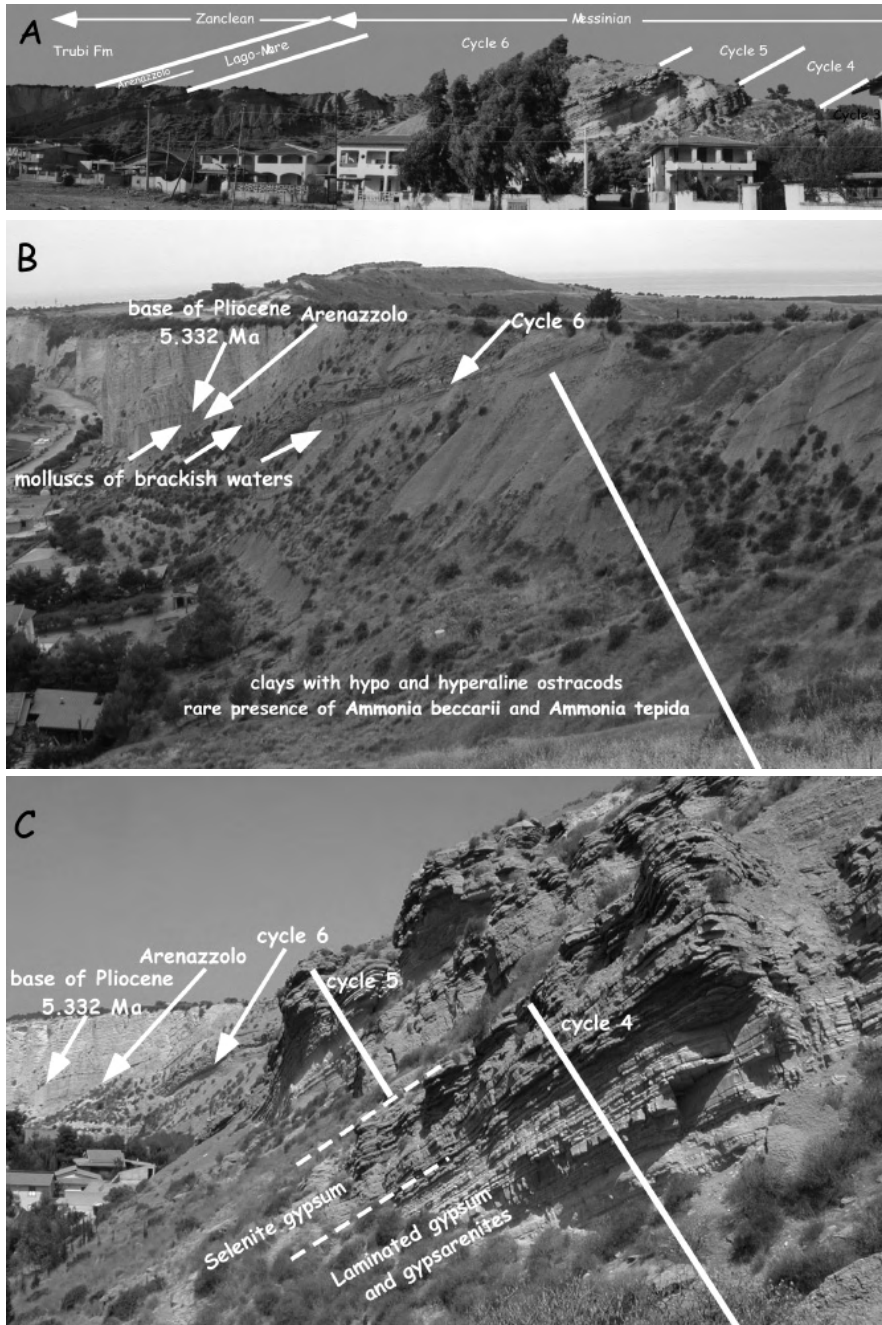 A
Zanclean
Messinian
Trubi Fm
Arenazzolo
Lago-Mare
Cycle 6
Cycle 5
Cycle 4
Cycle 3
B
base of Pliocene
5.332 Ma
Arenazzolo
Cycle 6
molluscs of brackish waters
clays with hypo and hyperaline ostracods
rare presence of Ammonia beccarii and Ammonia tepida
C
base of Pliocene
5.332 Ma
Arenazzolo
cycle 6
cycle 5
cycle 4
Selenite gypsum
Laminated gypsum
and gypsarenites